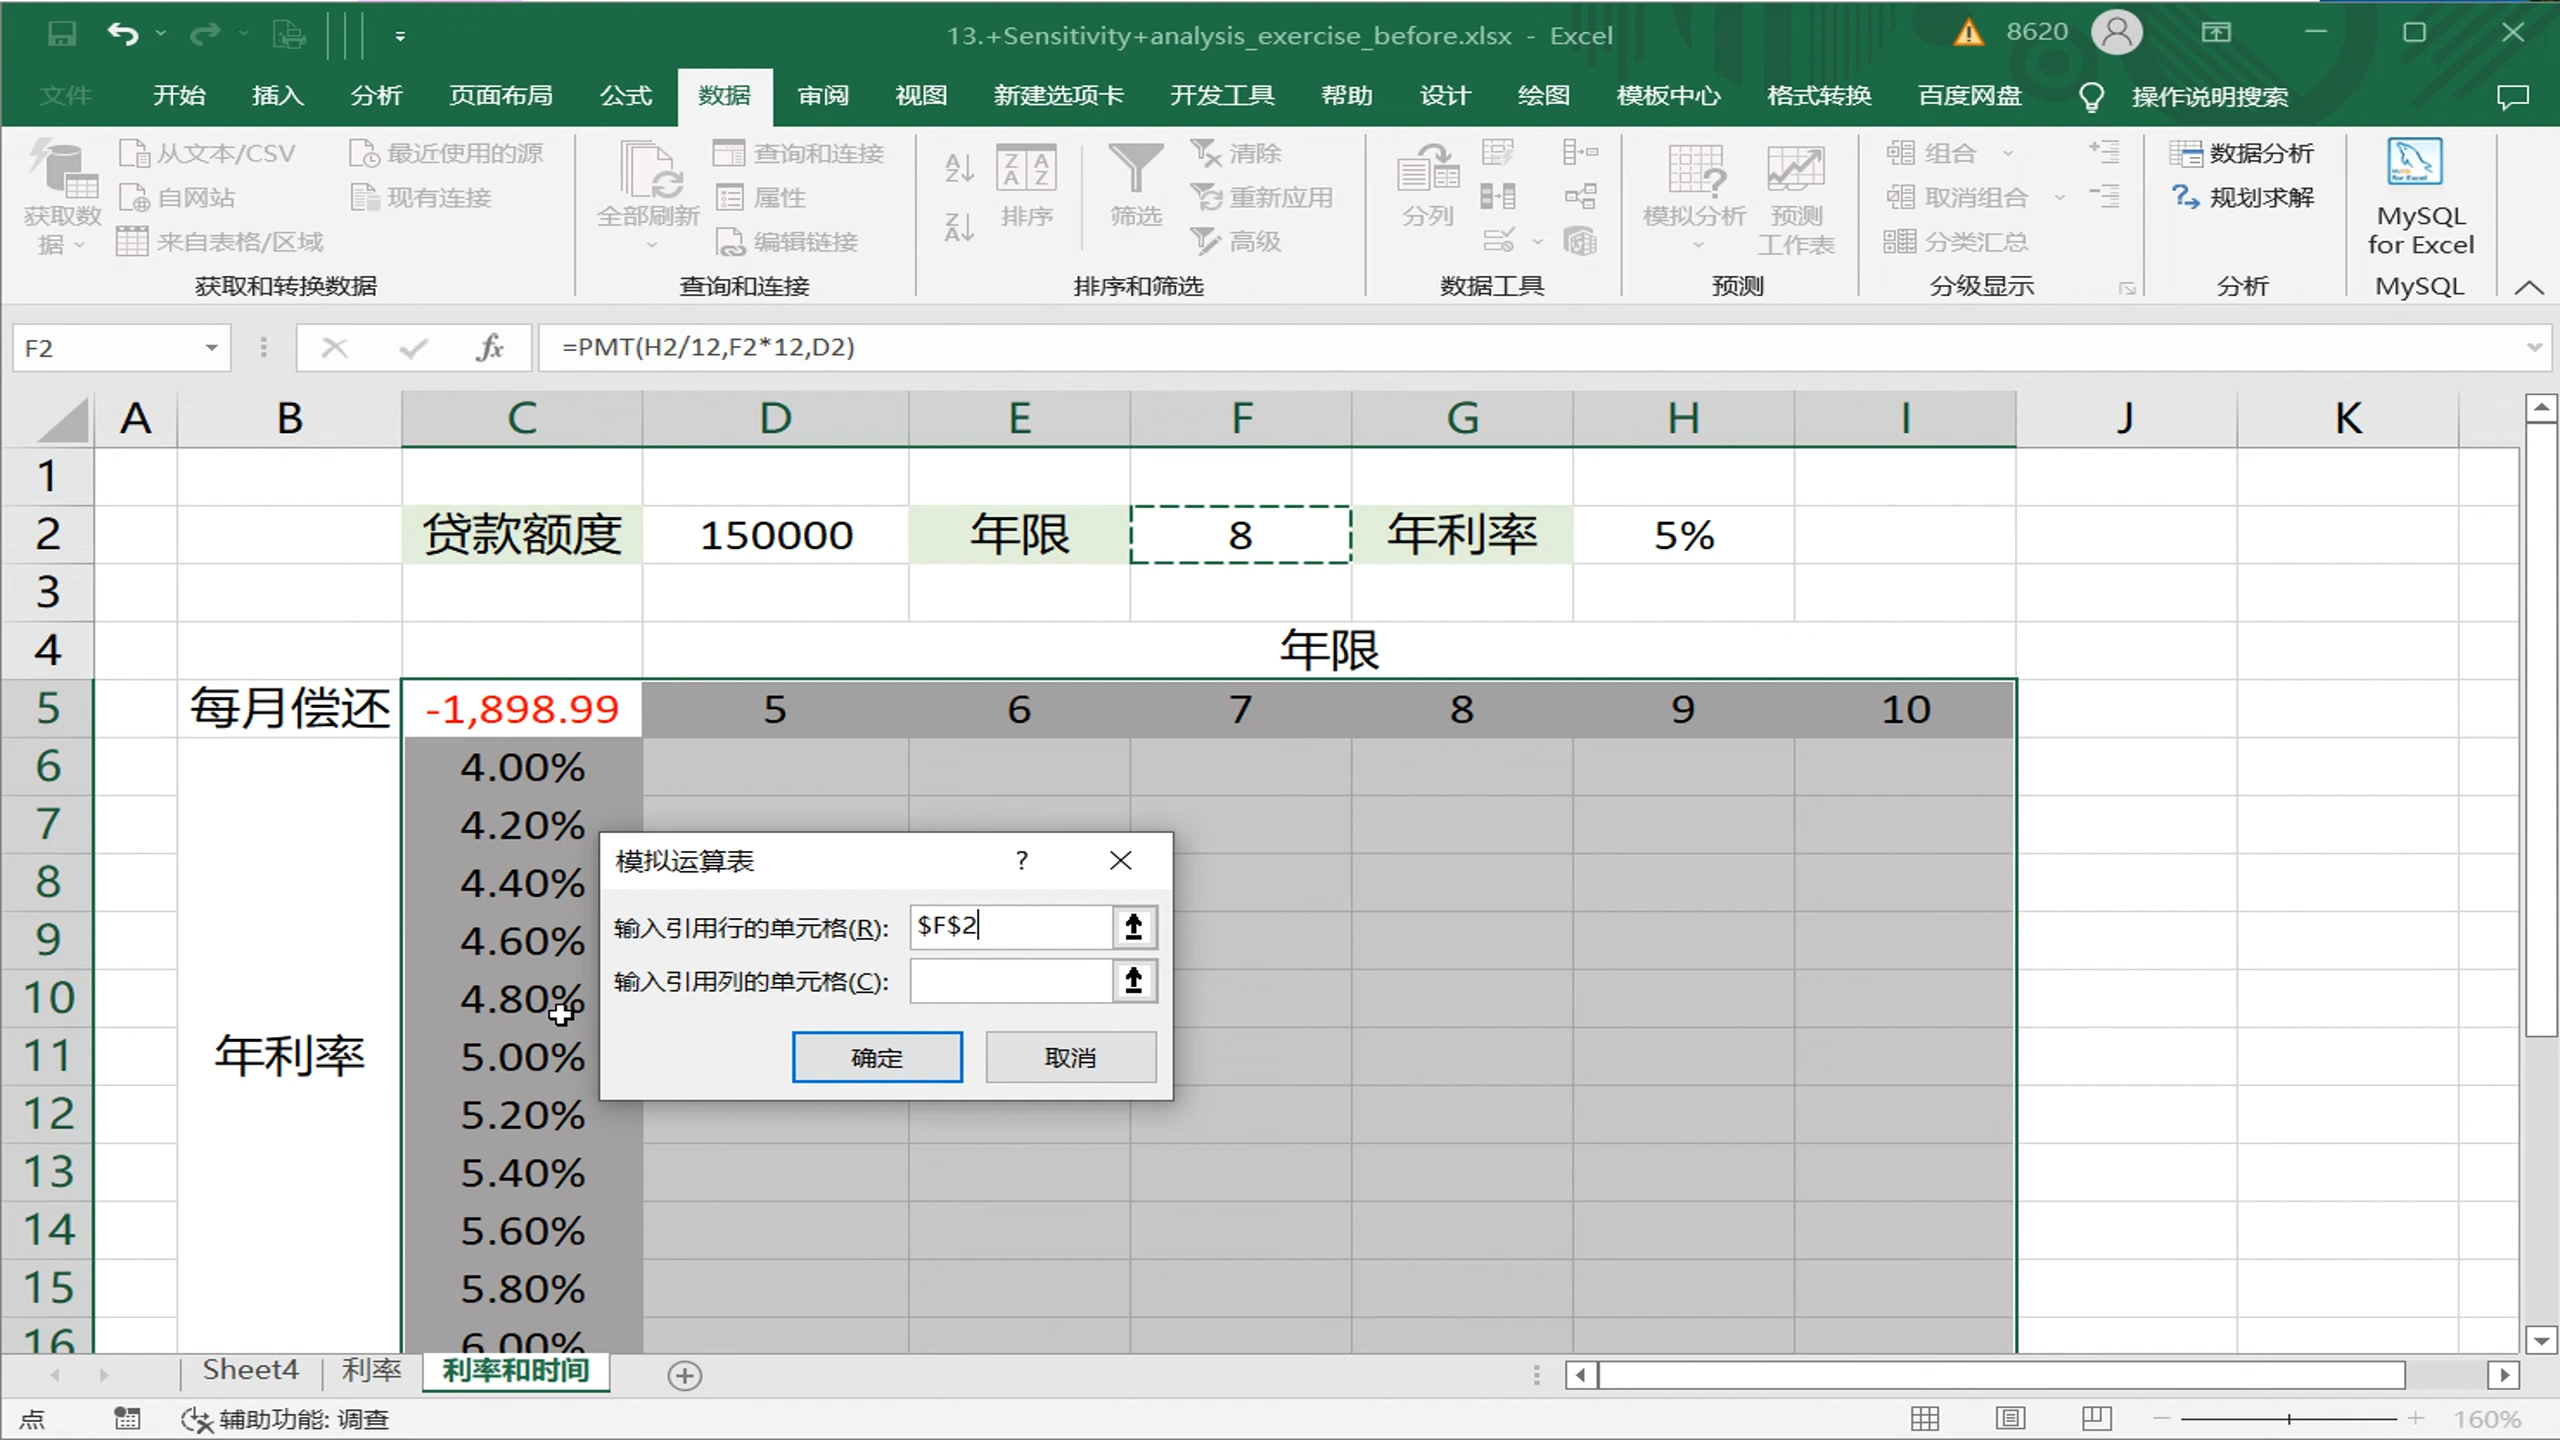 13.+Sensitivity+analysis_exercise_before.xlsx - Excel
8620
文件 开始 插入 分析 页面布局 公式 数据 审阅 视图 新建选项卡 开发工具 帮助 设计 绘图 模板中心 格式转换 百度网盘 操作说明搜索
获取数据
从文本/CSV
自网站
来自表格/区域
最近使用的源
现有连接
获取和转换数据
全部刷新
查询和连接
属性
编辑链接
查询和连接
排序
筛选
清除
重新应用
高级
排序和筛选
分列
数据工具
模拟分析
预测
工作表
预测
组合
取消组合
分类汇总
分级显示
数据分析
规划求解
分析
MySQL
for Excel
MySQL
F2
fx
=PMT(H2/12,F2*12,D2)
A B C D E F G H I J K
1
2 贷款额度 150000 年限 8 年利率 5%
3
4 年限
5 每月偿还 -1,898.99 5 6 7 8 9 10
6 4.00%
7 4.20%
8 4.40%
9 4.60%
10 4.80%
11 年利率 5.00%
12 5.20%
13 5.40%
14 5.60%
15 5.80%
16 6.00%
模拟运算表 ?
输入引用行的单元格(R): $F$2
输入引用列的单元格(C):
确定 取消
Sheet4 利率 利率和时间
点 辅助功能: 调查 160%